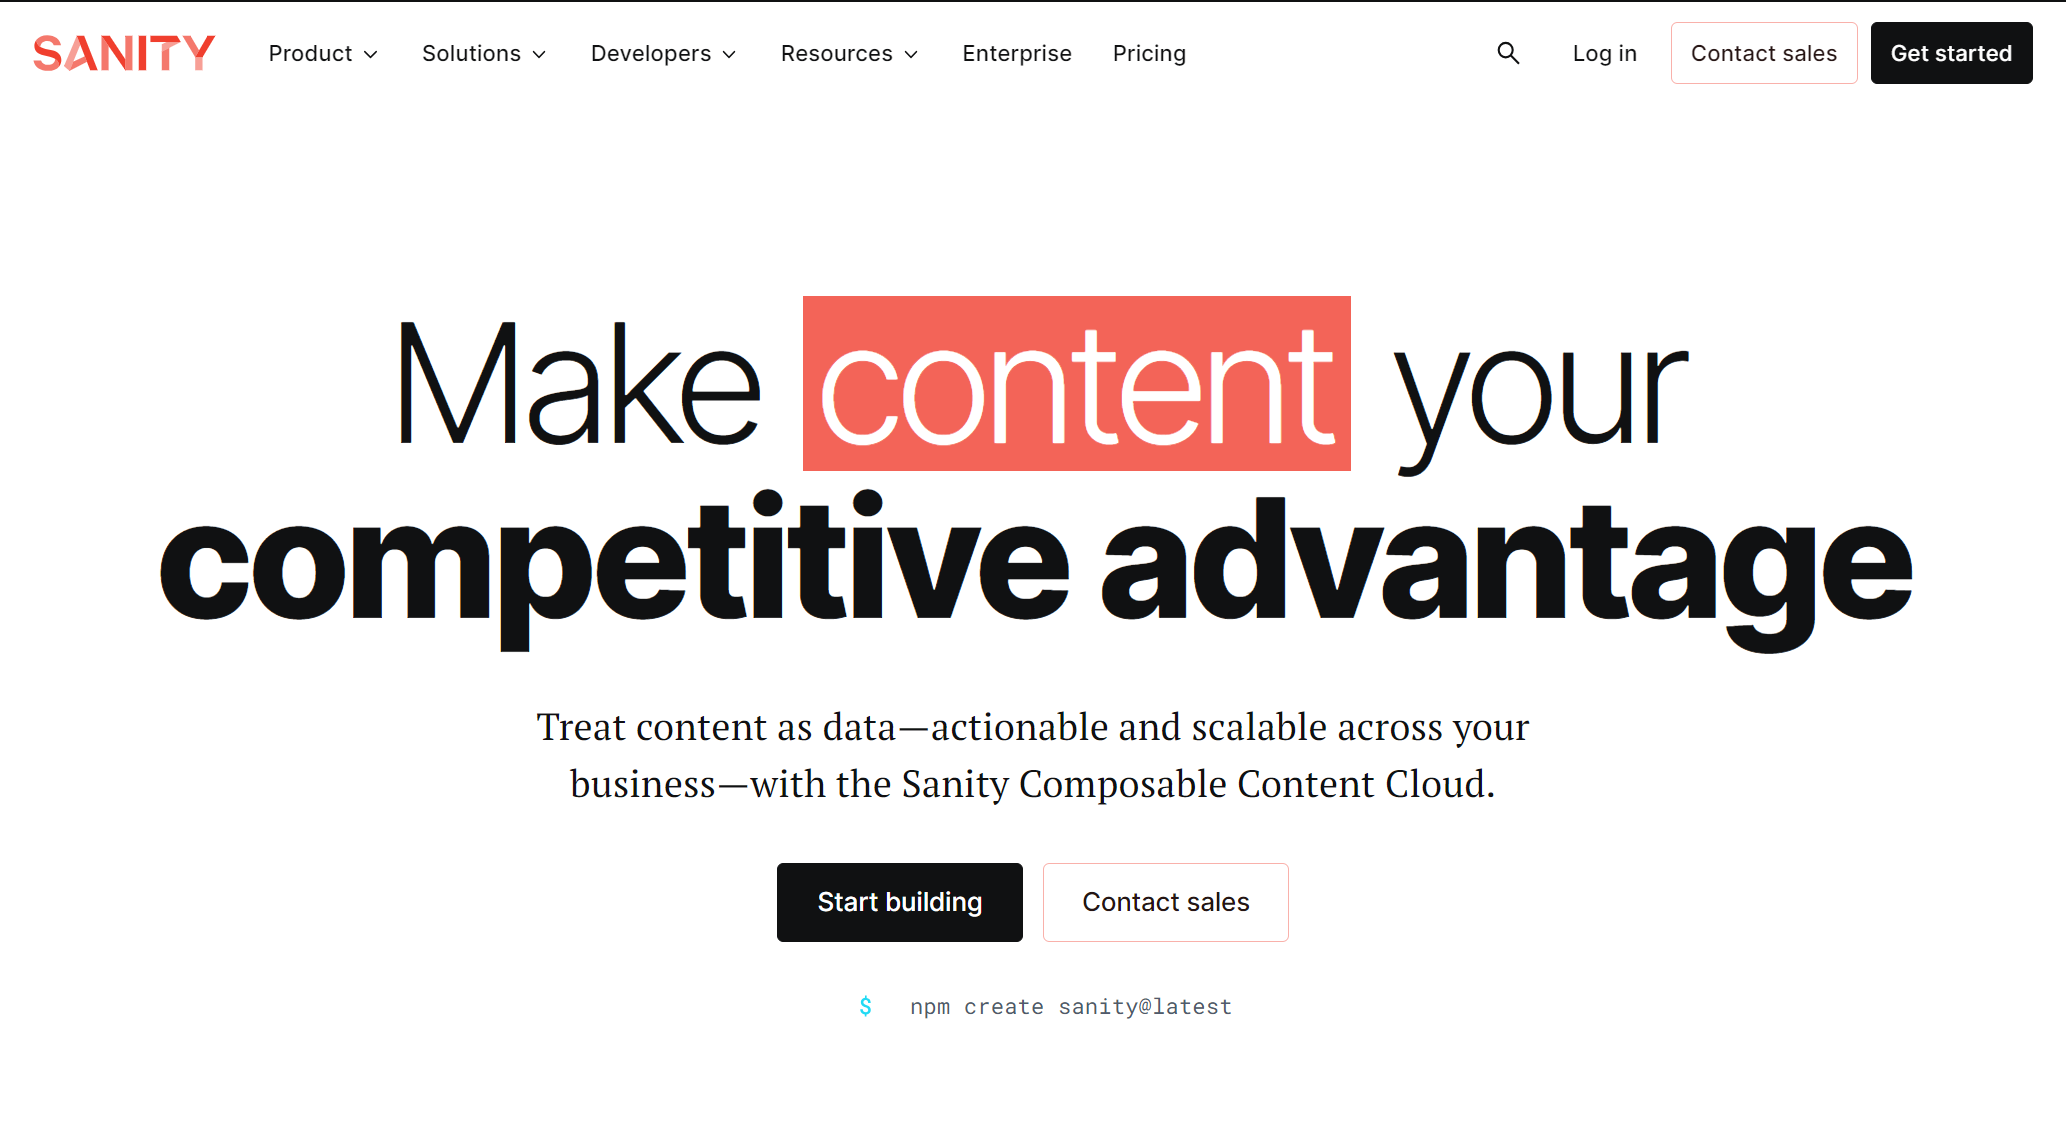 SANITY Product Solutions Developers Resources Enterprise Pricing Log in Contact sales Get started
Make content your
competitive advantage
Treat content as data—actionable and scalable across your
business—with the Sanity Composable Content Cloud.
Start building Contact sales
$ npm create sanity@latest